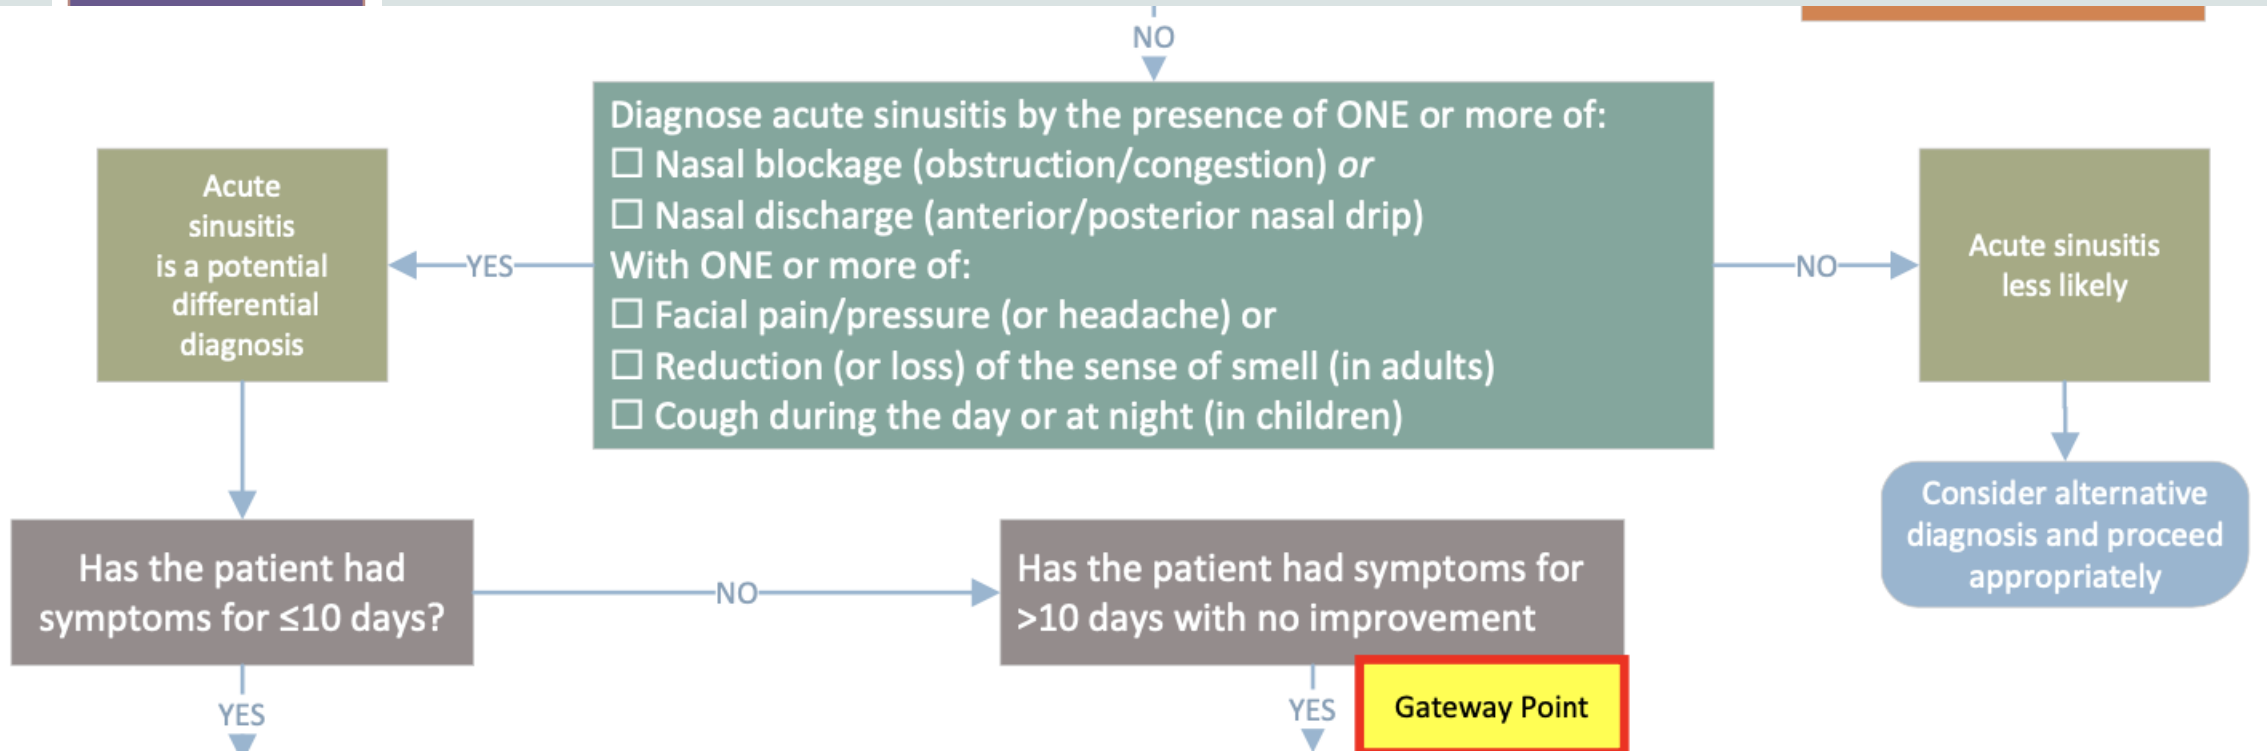 NO
Diagnose acute sinusitis by the presence of ONE or more of:
☐ Nasal blockage (obstruction/congestion) or
☐ Nasal discharge (anterior/posterior nasal drip)
With ONE or more of:
☐ Facial pain/pressure (or headache) or
☐ Reduction (or loss) of the sense of smell (in adults)
☐ Cough during the day or at night (in children)
YES
Acute
sinusitis
is a potential
differential
diagnosis
NO
Acute sinusitis
less likely
Consider alternative
diagnosis and proceed
appropriately
Has the patient had
symptoms for ≤10 days?
NO
Has the patient had symptoms for
>10 days with no improvement
YES
YES
Gateway Point